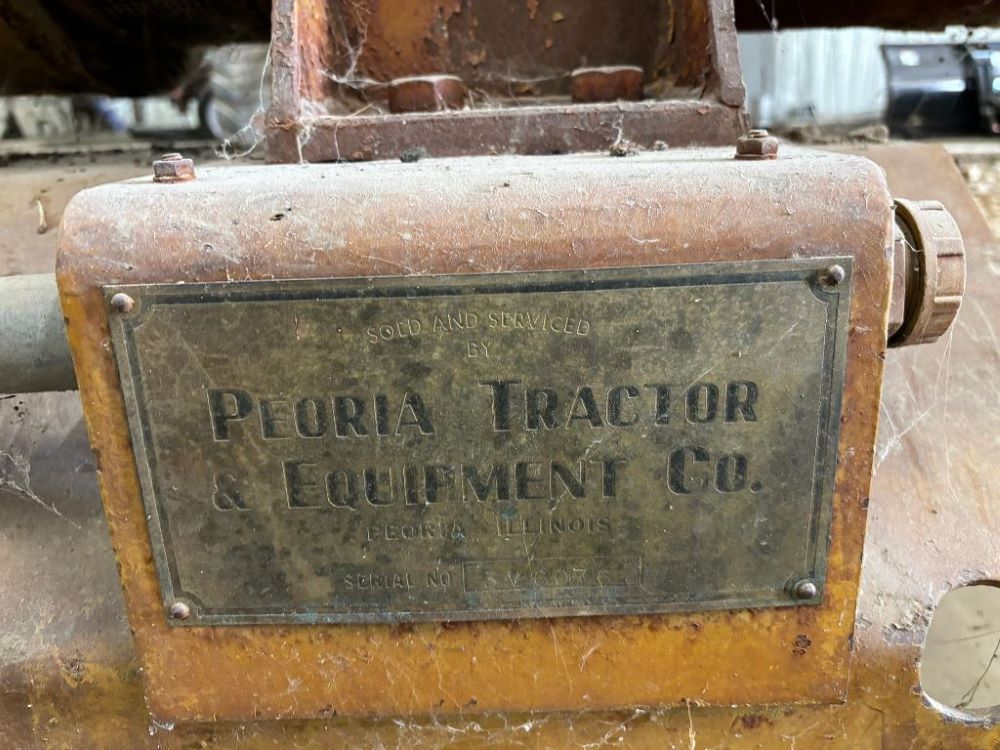 SOLD AND SERVICED
BY
PEORIA TRACTOR
& EQUIPMENT CO.
PEORIA, ILLINOIS
SERIAL NO